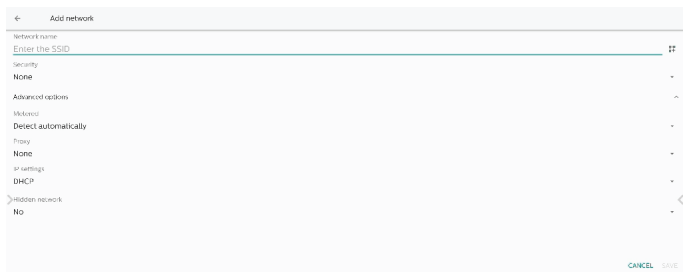 Add network
Network name
Enter the SSID
Security
None
Advanced options
Metered
Detect automatically
Proxy
None
IP settings
DHCP
Hidden network
No
CANCEL SAVE